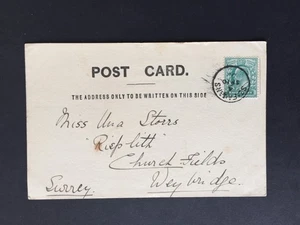 POST CARD.
THE ADDRESS ONLY TO BE WRITTEN ON THIS SIDE
Miss Una Storrs
Church Fields
Surrey.
Weybridge.